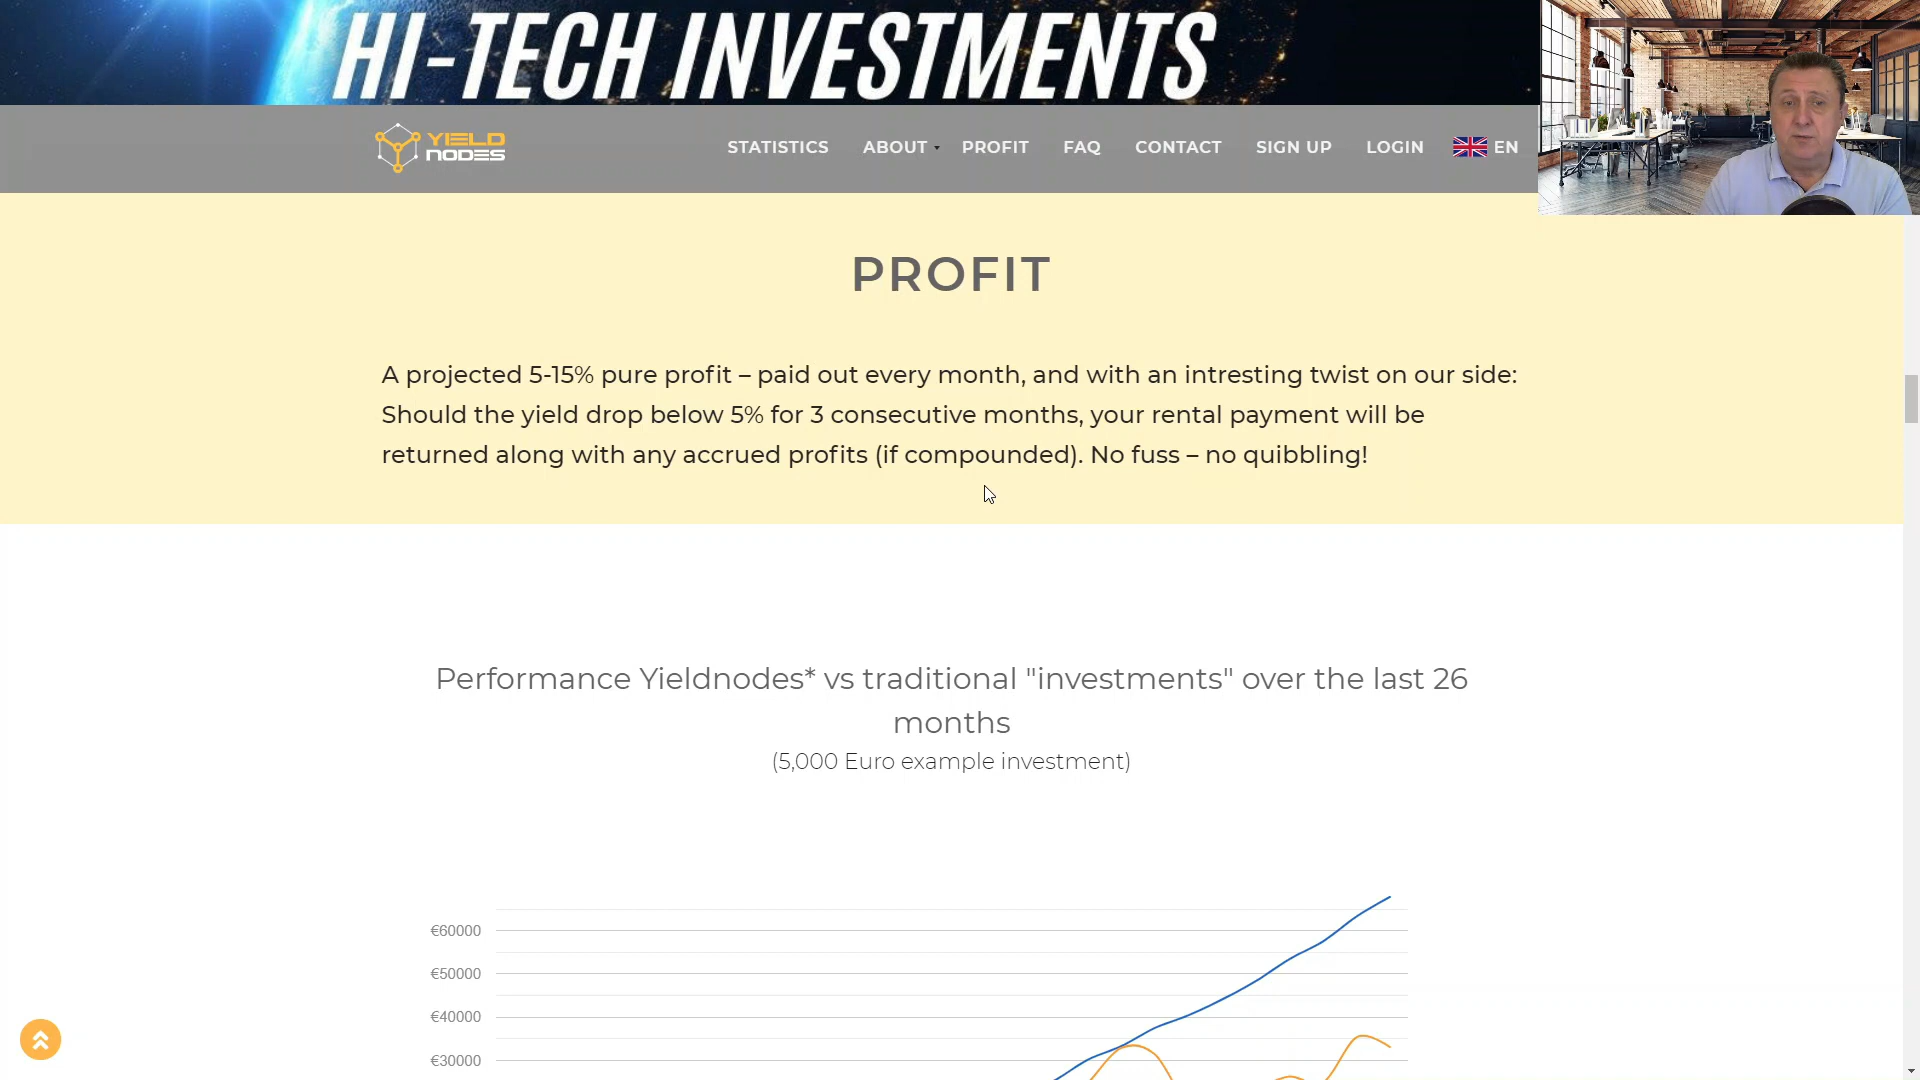 HI-TECH INVESTMENTS
YIELD
NODES
STATISTICS ABOUT PROFIT FAQ CONTACT SIGN UP LOGIN EN
PROFIT
A projected 5-15% pure profit – paid out every month, and with an intresting twist on our side:
Should the yield drop below 5% for 3 consecutive months, your rental payment will be
returned along with any accrued profits (if compounded). No fuss – no quibbling!
Performance Yieldnodes* vs traditional "investments" over the last 26
months
(5,000 Euro example investment)
€60000
€50000
€40000
€30000